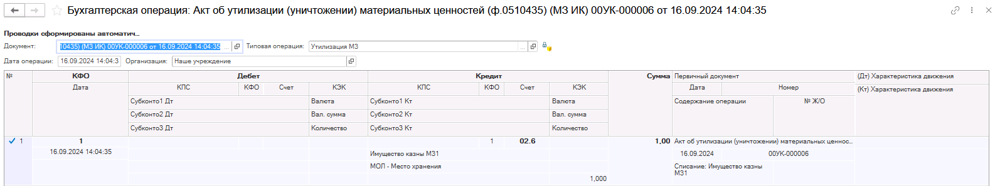 Бухгалтерская операция: Акт об утилизации (уничтожении) материальных ценностей (ф.0510435) (МЗ ИК) 00УК-000006 от 16.09.2024 14:04:35
Проводки сформированы автоматич...
Документ: 10435) (МЗ ИК) 00УК-000006 от 16.09.2024 14:04:35 ... Типовая операция: Утилизация МЗ ...
Дата операции: 16.09.2024 14:04:3 Организация: Наше учреждение
№ КФО Дебет Кредит Сумма Первичный документ (Дт) Характеристика движения
Дата КПС КФО Счет КЭК КПС КФО Счет КЭК Дата Номер (Кт) Характеристика движения
Субконто1 Дт Валюта Субконто1 Кт Валюта Содержание операции № Ж/О
Субконто2 Дт Вал. сумма Субконто2 Кт Вал. сумма
Субконто3 Дт Количество Субконто3 Кт Количество
1 1 1 02.6 1,00 Акт об утилизации (уничтожении) материальных ценнос...
16.09.2024 14:04:35 Имущество казны МЗ1 16.09.2024 00УК-000006
МОЛ - Место хранения Списание: Имущество казны
МЗ1
1,000